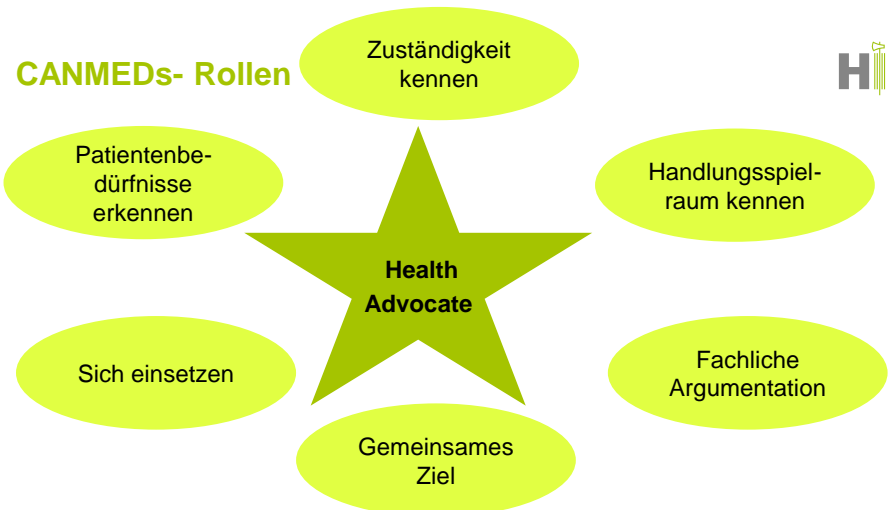 CANMEDs- Rollen
Zuständigkeit
kennen
H
Patientenbe-
dürfnisse
erkennen
Handlungsspiel-
raum kennen
Health
Advocate
Sich einsetzen
Fachliche
Argumentation
Gemeinsames
Ziel